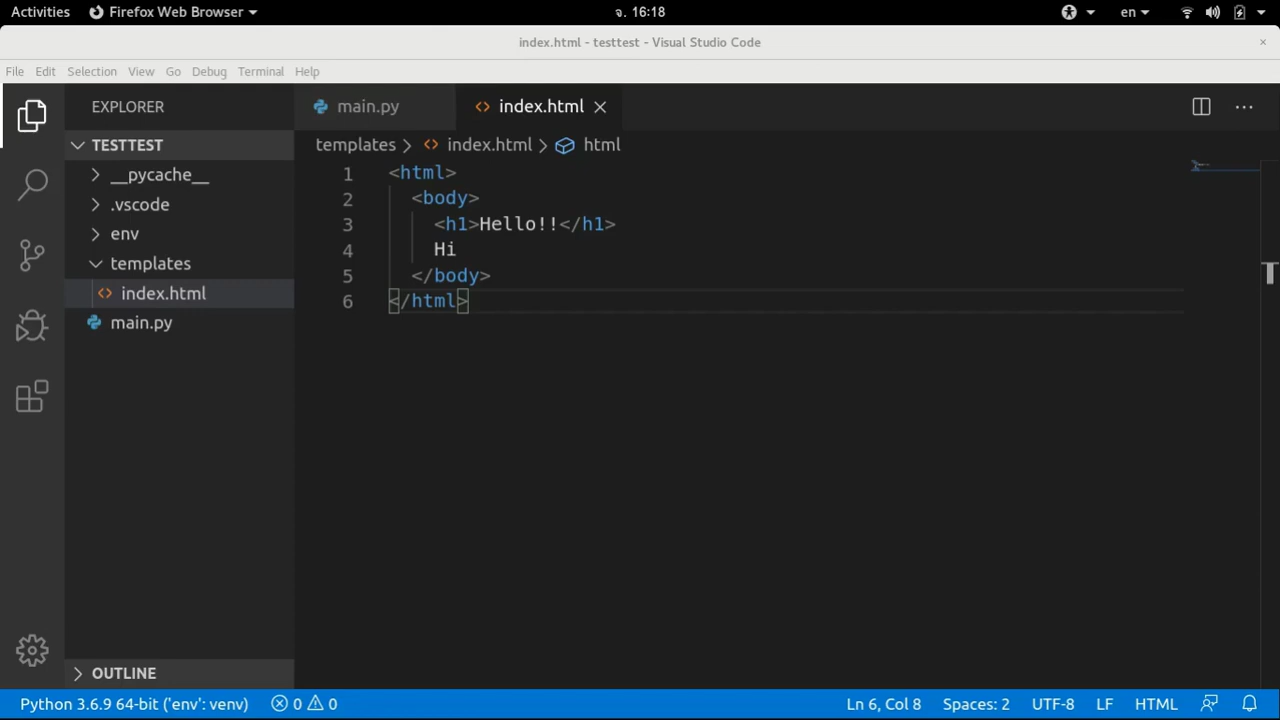 Activities Firefox Web Browser จ. 16:18 en
index.html - testtest - Visual Studio Code ×
File Edit Selection View Go Debug Terminal Help
EXPLORER
TESTTEST
__pycache__
.vscode
env
templates
index.html
main.py
OUTLINE
main.py index.html
templates > index.html > html
1 <html>
2 <body>
3 <h1>Hello!!</h1>
4 Hi
5 </body>
6 </html>
Python 3.6.9 64-bit ('env': venv) 0 0 Ln 6, Col 8 Spaces: 2 UTF-8 LF HTML